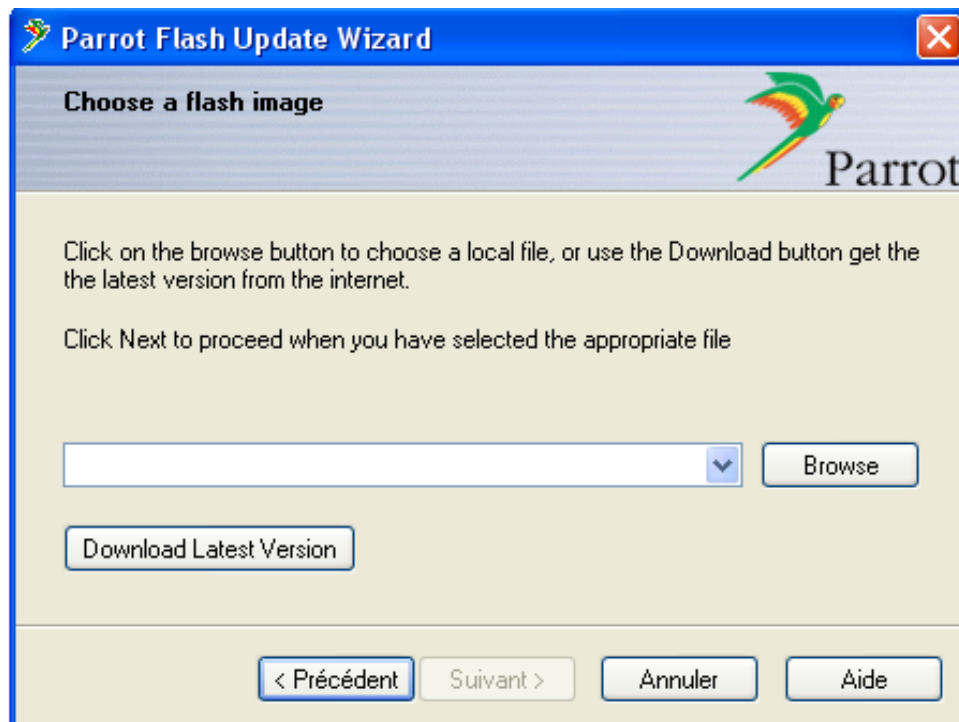 Parrot Flash Update Wizard
Choose a flash image
Parrot
Click on the browse button to choose a local file, or use the Download button get the
the latest version from the internet.
Click Next to proceed when you have selected the appropriate file
Browse
Download Latest Version
< Précédent
Suivant >
Annuler
Aide